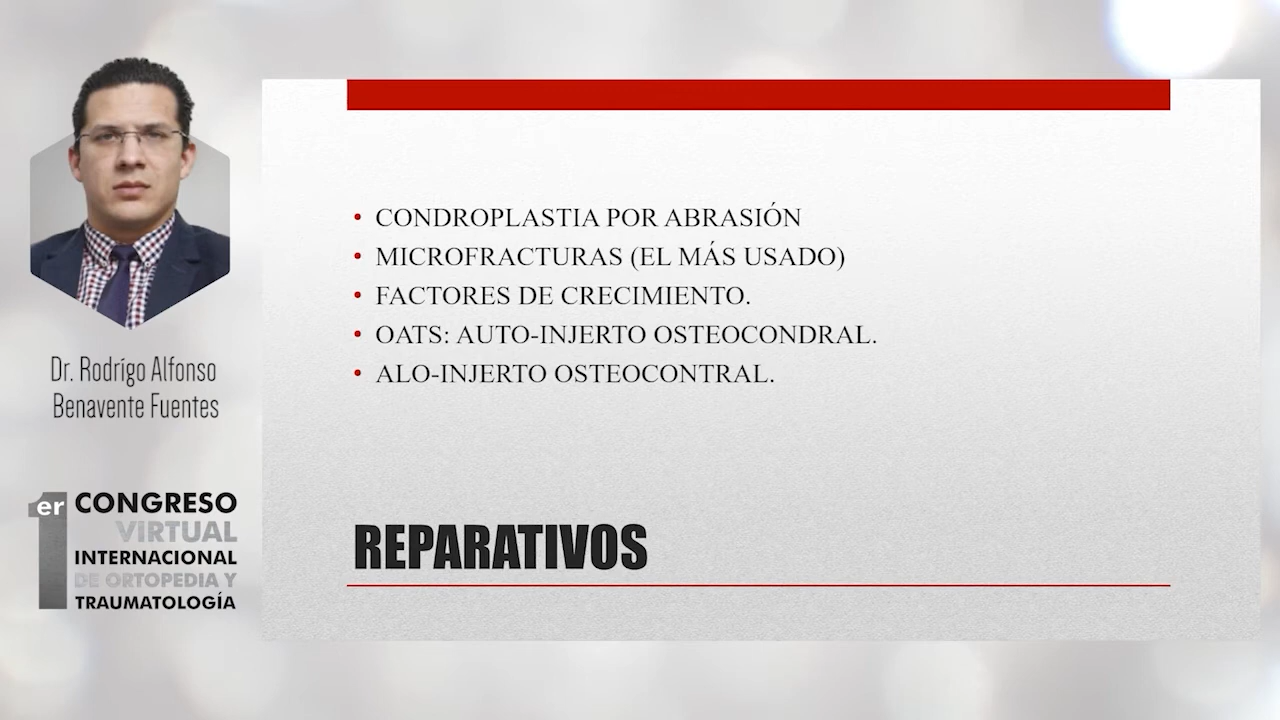 Dr. Rodrígo Alfonso
Benavente Fuentes
1er CONGRESO
VIRTUAL
INTERNACIONAL
DE ORTOPEDIA Y
TRAUMATOLOGÍA
• CONDROPLASTIA POR ABRASIÓN
• MICROFRACTURAS (EL MÁS USADO)
• FACTORES DE CRECIMIENTO.
• OATS: AUTO-INJERTO OSTEOCONDRAL.
• ALO-INJERTO OSTEOCONTRAL.
REPARATIVOS